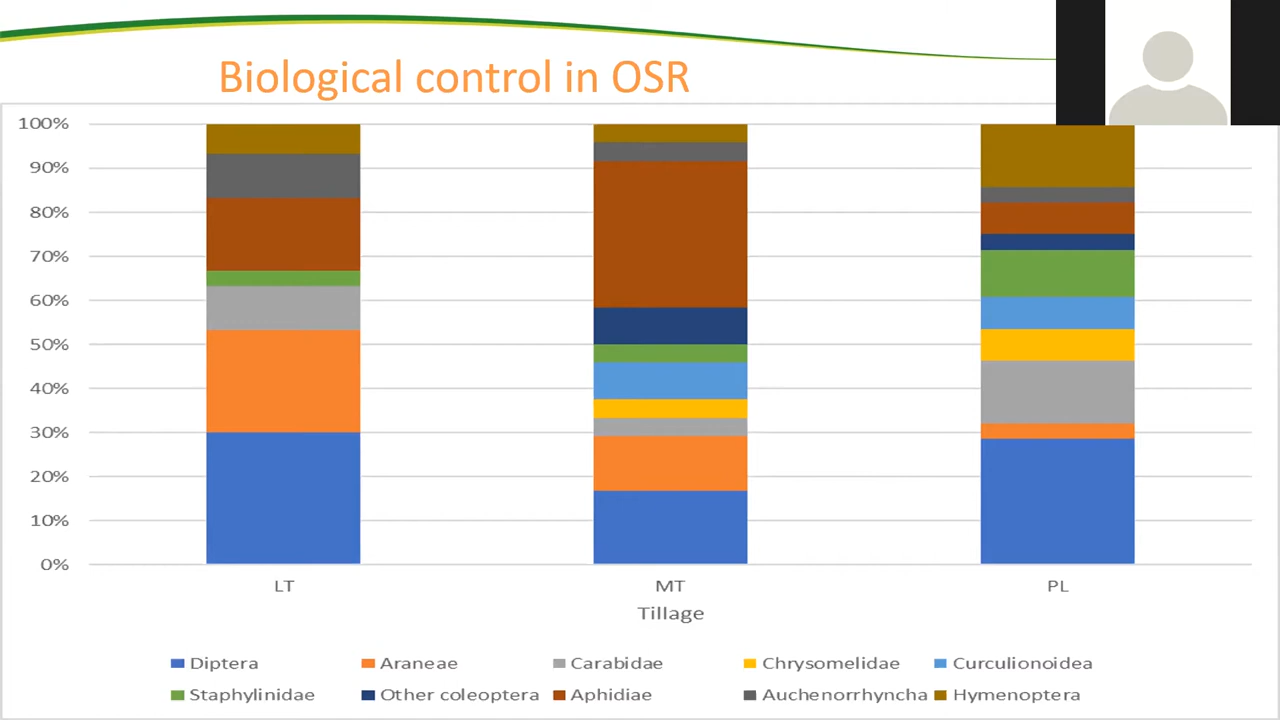 Biological control in OSR
100%
90%
80%
70%
60%
50%
40%
30%
20%
10%
0%
LT MT PL
Tillage
Diptera Araneae Carabidae Chrysomelidae Curculionoidea
Staphylinidae Other coleoptera Aphidiae Auchenorrhyncha Hymenoptera